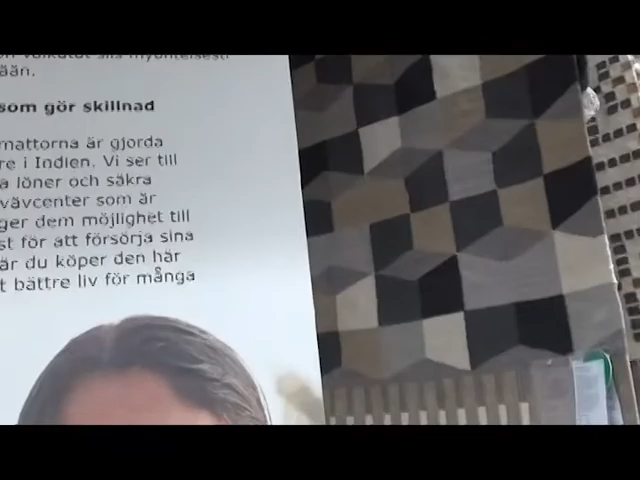 ään.
som gör skillnad
mattorna är gjorda
re i Indien. Vi ser till
a löner och säkra
vävcenter som är
ger dem möjlighet till
st för att försörja sina
är du köper den här
t bättre liv för många